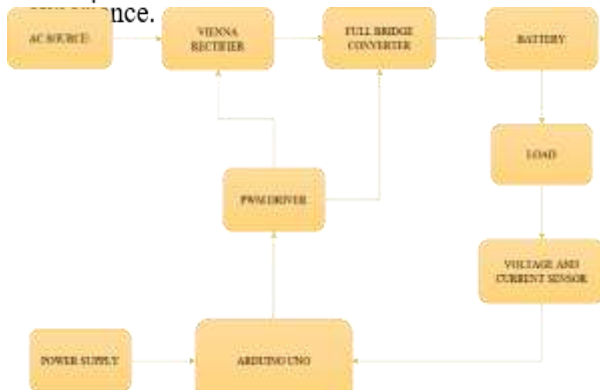 experience.
AC SOURCE
VIENNA
RECTIFIER
FULL BRIDGE
CONVERTER
BATTERY
LOAD
PWM DRIVER
VOLTAGE AND
CURRENT SENSOR
POWER SUPPLY
ARDUINO UNO